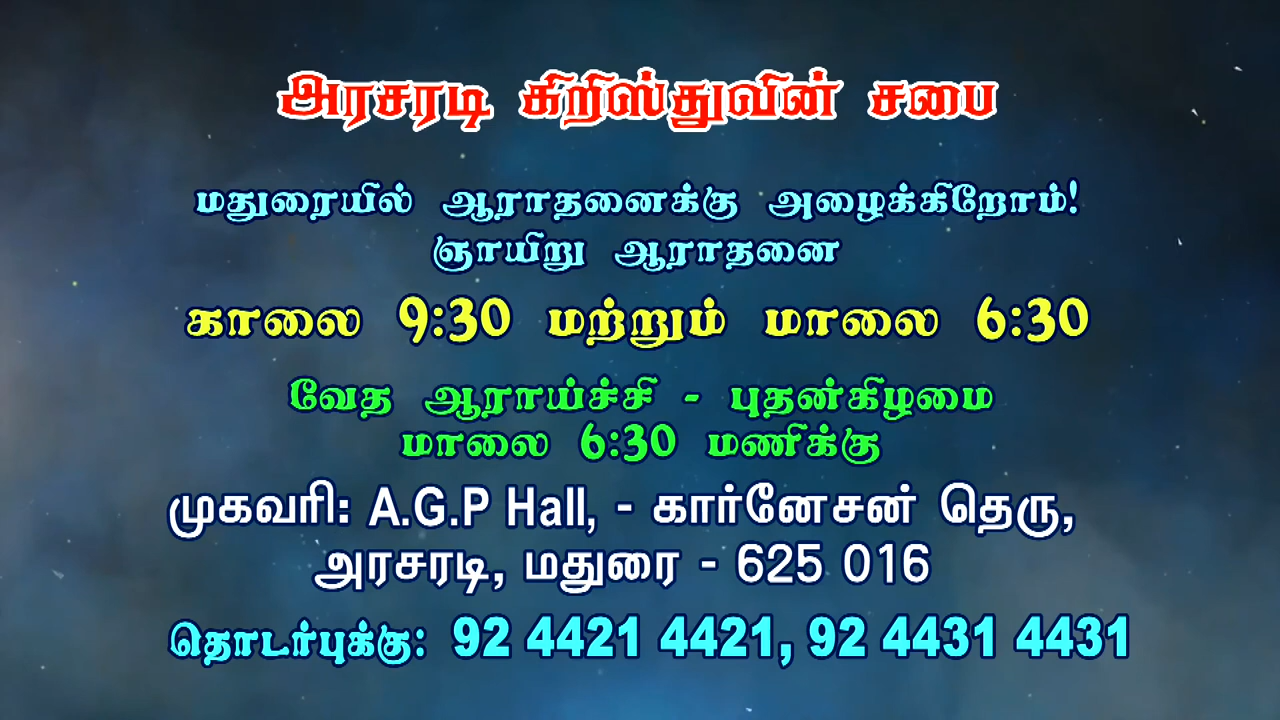 அரசரடி கிறிஸ்துவின் சபை
மதுரையில் ஆராதனைக்கு அழைக்கிறோம்!
ஞாயிறு ஆராதனை
காலை 9:30 மற்றும் மாலை 6:30
வேத ஆராய்ச்சி - புதன்கிழமை
மாலை 6:30 மணிக்கு
முகவரி: A.G.P Hall, - கார்னேசன் தெரு,
அரசரடி, மதுரை - 625 016
தொடர்புக்கு: 92 4421 4421, 92 4431 4431